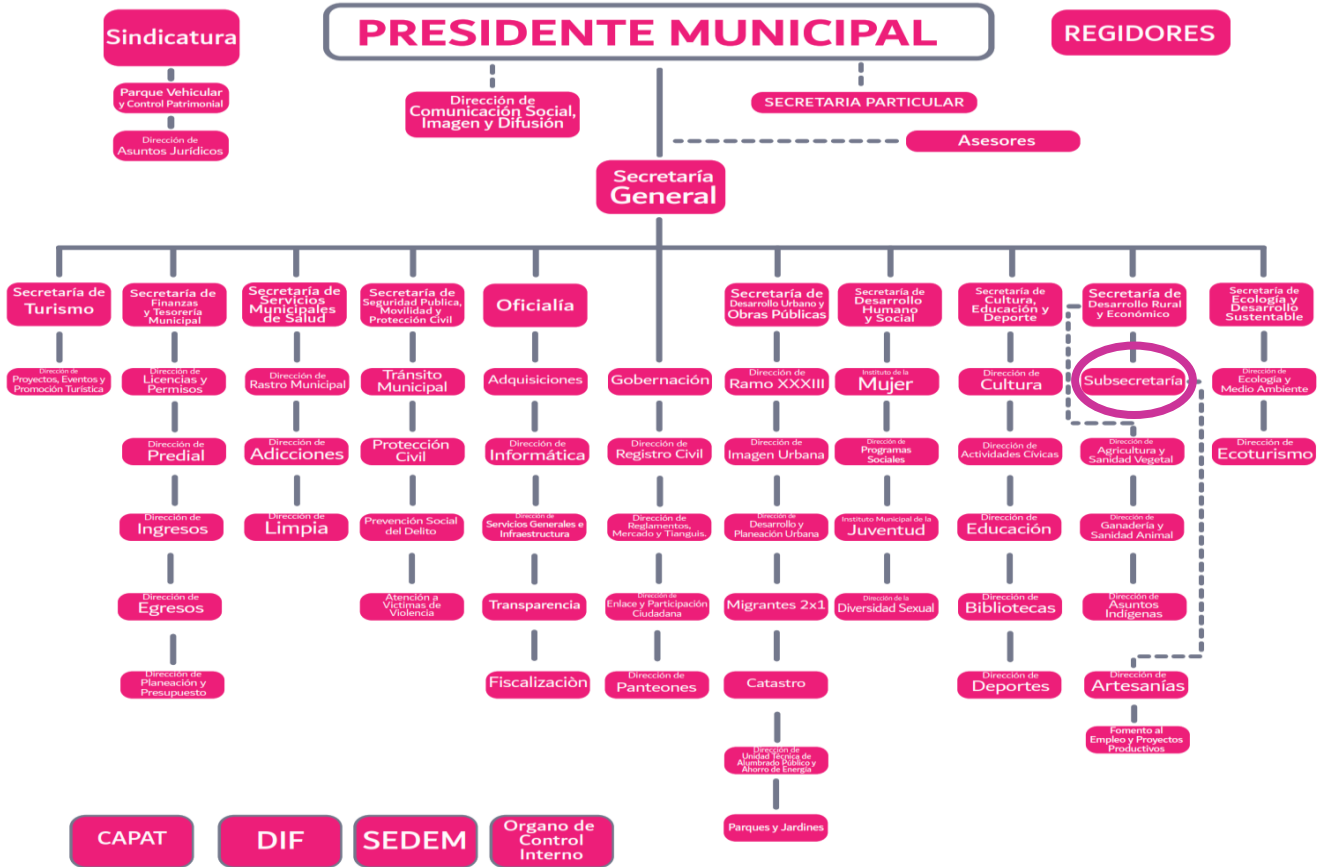 Sindicatura
PRESIDENTE MUNICIPAL
REGIDORES
Parque Vehicular
y Control Patrimonial
Dirección de
Asuntos Jurídicos
Dirección de
Comunicación Social,
Imagen y Difusión
SECRETARIA PARTICULAR
Asesores
Secretaría
General
Secretaría de
Turismo
Secretaría de
Finanzas
y Tesorería
Municipal
Secretaría de
Servicios
Municipales
de Salud
Secretaría de
Seguridad Publica,
Movilidad y
Protección Civil
Oficialía
Secretaría de
Desarrollo Urbano y
Obras Públicas
Secretaría de
Desarrollo
Humano
y Social
Secretaría de
Cultura,
Educación y
Deporte
Secretaría de
Desarrollo Rural
y Económico
Secretaría de
Ecología y
Desarrollo
Sustentable
Dirección de
Proyectos, Eventos y
Promoción Turística
Dirección de
Licencias y
Permisos
Dirección de
Rastro Municipal
Tránsito
Municipal
Adquisiciones
Gobernación
Dirección de
Ramo XXXIII
Instituto de la
Mujer
Dirección de
Cultura
Subsecretaría
Dirección de
Ecología y
Medio Ambiente
Dirección de
Predial
Dirección de
Adicciones
Protección
Civil
Dirección de
Informática
Dirección de
Registro Civil
Dirección de
Imagen Urbana
Dirección de
Programas
Sociales
Dirección de
Actividades Cívicas
Dirección de
Agricultura y
Sanidad Vegetal
Dirección de
Ecoturismo
Dirección de
Ingresos
Dirección de
Limpia
Prevención Social
del Delito
Dirección de
Servicios Generales e
Infraestructura
Dirección de
Reglamentos,
Mercado y Tianguis.
Dirección de
Desarrollo y
Planeación Urbana
Instituto Municipal de la
Juventud
Dirección de
Educación
Dirección de
Ganadería y
Sanidad Animal
Dirección de
Egresos
Atención a
Victimas de
Violencia
Transparencia
Dirección de
Enlace y Participación
Ciudadana
Migrantes 2x1
Dirección de la
Diversidad Sexual
Dirección de
Bibliotecas
Dirección de
Asuntos
Indígenas
Dirección de
Planeación y
Presupuesto
Fiscalizaciòn
Dirección de
Panteones
Catastro
Dirección de
Deportes
Dirección de
Artesanías
Fomento al
Empleo y Proyectos
Productivos
Dirección de
Unidad Técnica de
Alumbrado Público y
Ahorro de Energía
Parques y Jardines
CAPAT
DIF
SEDEM
Organo de
Control
Interno